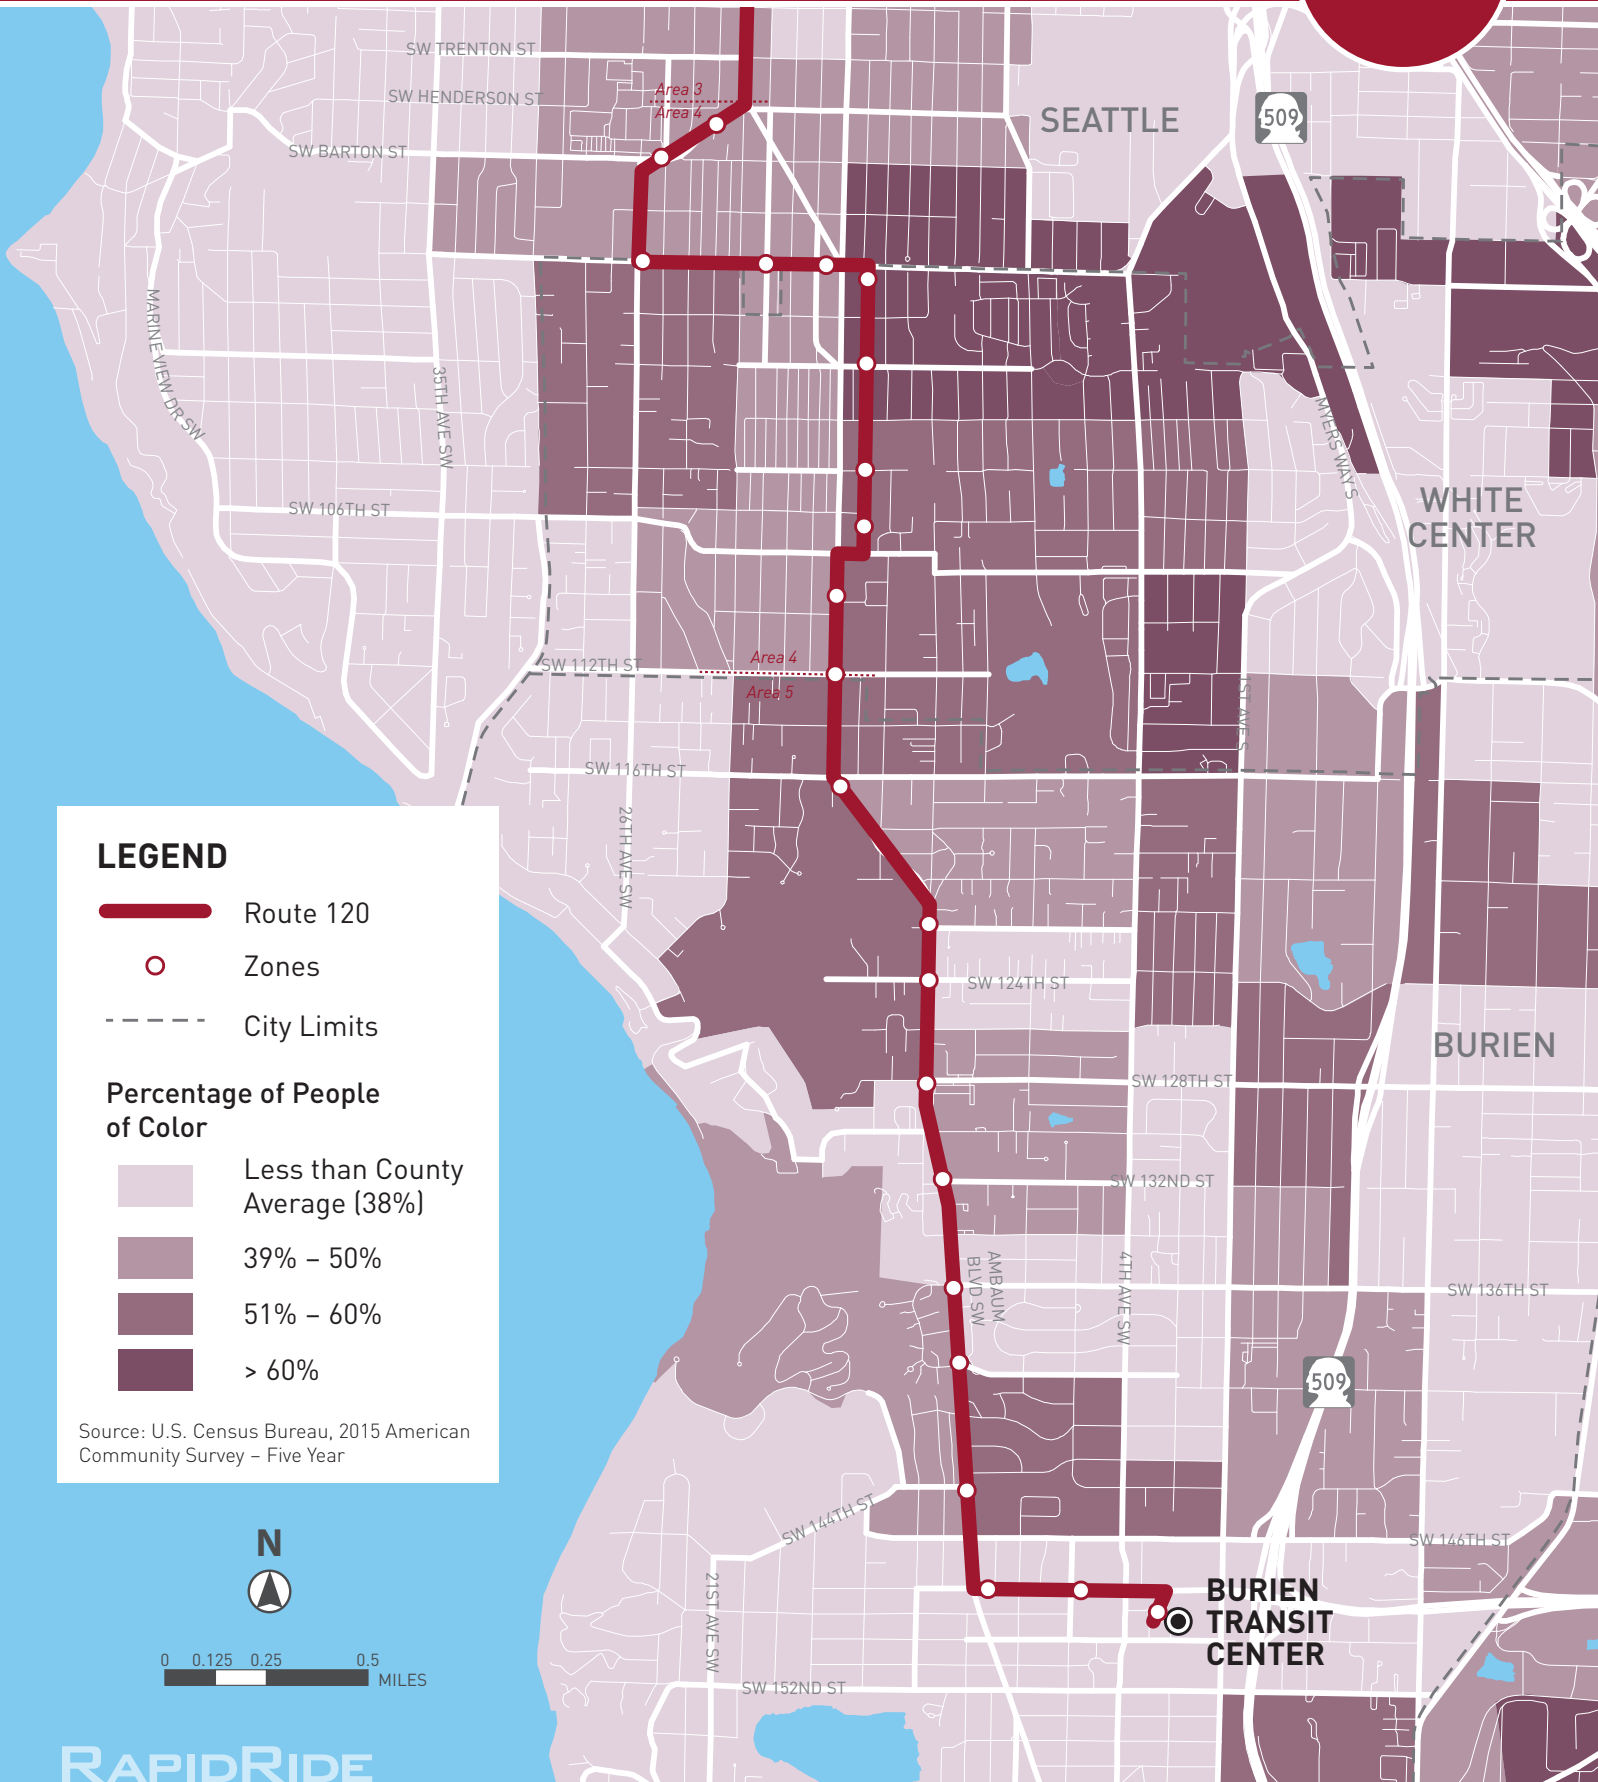 SW TRENTON ST
SW HENDERSON ST
Area 3
Area 4
SEATTLE
509
SW BARTON ST
MARINE VIEW DR SW
35TH AVE SW
MYERS WAY S
SW 106TH ST
WHITE
CENTER
SW 112TH ST
Area 4
Area 5
1ST AVE S
SW 116TH ST
26TH AVE SW
LEGEND
Route 120
Zones
City Limits
Percentage of People
of Color
Less than County
Average (38%)
39% – 50%
51% – 60%
> 60%
Source: U.S. Census Bureau, 2015 American
Community Survey – Five Year
SW 124TH ST
BURIEN
SW 128TH ST
SW 132ND ST
AMBAUM
BLVD SW
4TH AVE SW
SW 136TH ST
509
SW 144TH ST
SW 146TH ST
21ST AVE SW
BURIEN
TRANSIT
CENTER
SW 152ND ST
N
0 0.125 0.25 0.5
MILES
RAPIDRIDE